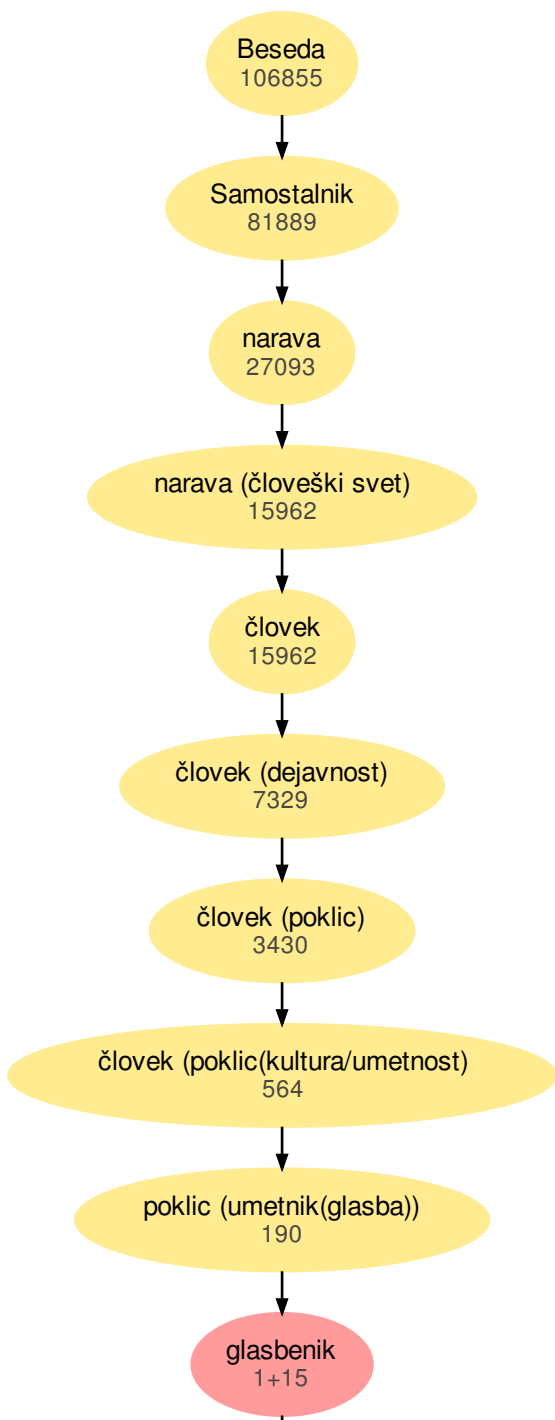 Beseda
106855
Samostalnik
81889
narava
27093
narava (človeški svet)
15962
človek
15962
človek (dejavnost)
7329
človek (poklic)
3430
človek (poklic(kultura/umetnost)
564
poklic (umetnik(glasba))
190
glasbenik
1+15